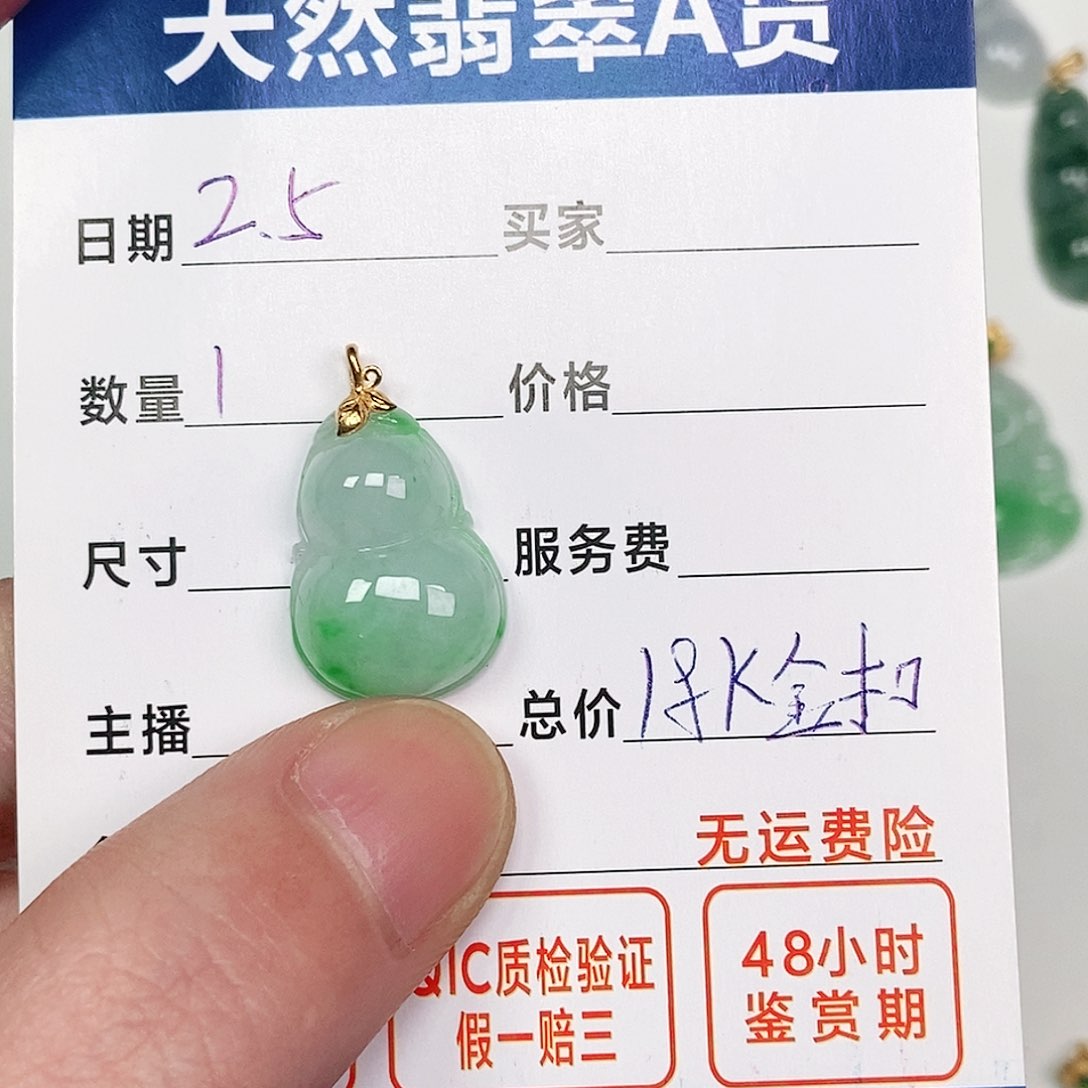 天然翡翠A货
日期 2.5 买家
数量 1 价格
尺寸 服务费
主播 总价 18K金扣
无运费险
QIC质检验证 48小时
假一赔三 鉴赏期